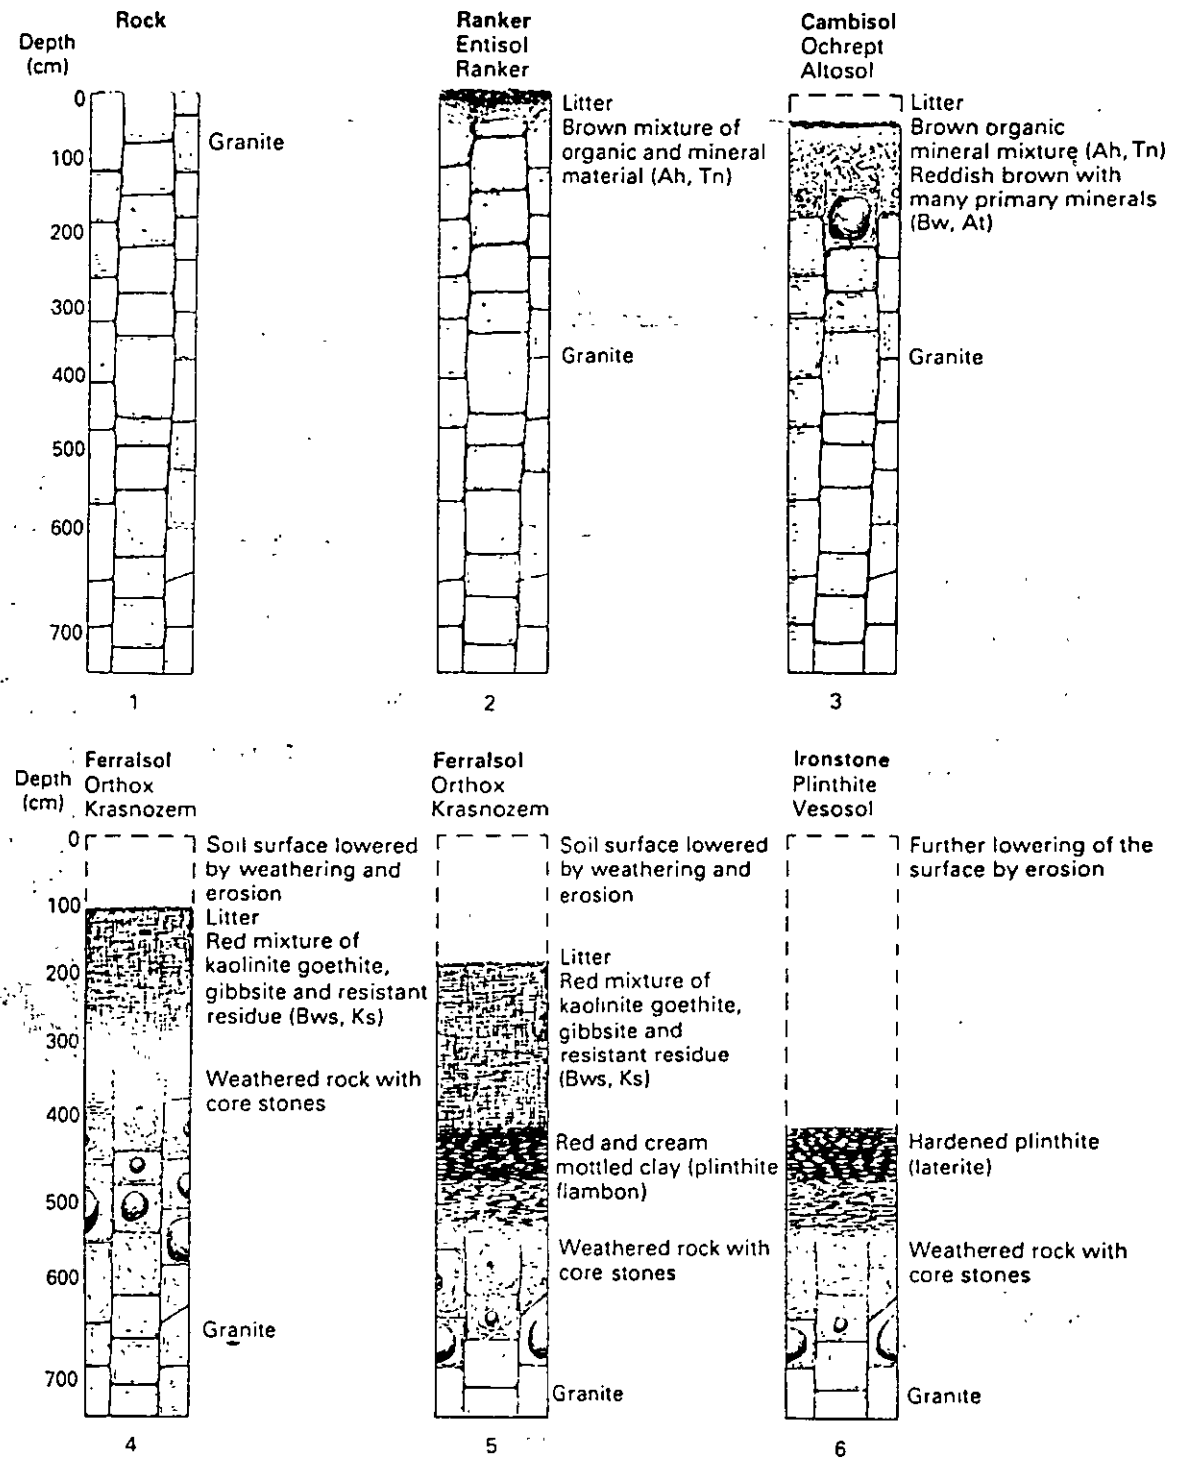 Rock
Depth
(cm)
0
100
200
300
400
500
600
700
Granite
1
Ranker
Entisol
Ranker
Litter
Brown mixture of
organic and mineral
material (Ah, Tn)
Granite
2
Cambisol
Ochrept
Altosol
Litter
Brown organic
mineral mixture (Ah, Tn)
Reddish brown with
many primary minerals
(Bw, At)
Granite
3
Ferralsol
Orthox
Krasnozem
Depth
(cm)
0
100
200
300
400
500
600
700
Soil surface lowered
by weathering and
erosion
Litter
Red mixture of
kaolinite goethite,
gibbsite and resistant
residue (Bws, Ks)
Weathered rock with
core stones
Granite
4
Ferralsol
Orthox
Krasnozem
Soil surface lowered
by weathering and
erosion
Litter
Red mixture of
kaolinite goethite,
gibbsite and
resistant residue
(Bws, Ks)
Red and cream
mottled clay (plinthite
flambon)
Weathered rock with
core stones
Granite
5
Ironstone
Plinthite
Vesosol
Further lowering of the
surface by erosion
Hardened plinthite
(laterite)
Weathered rock with
core stones
Granite
6